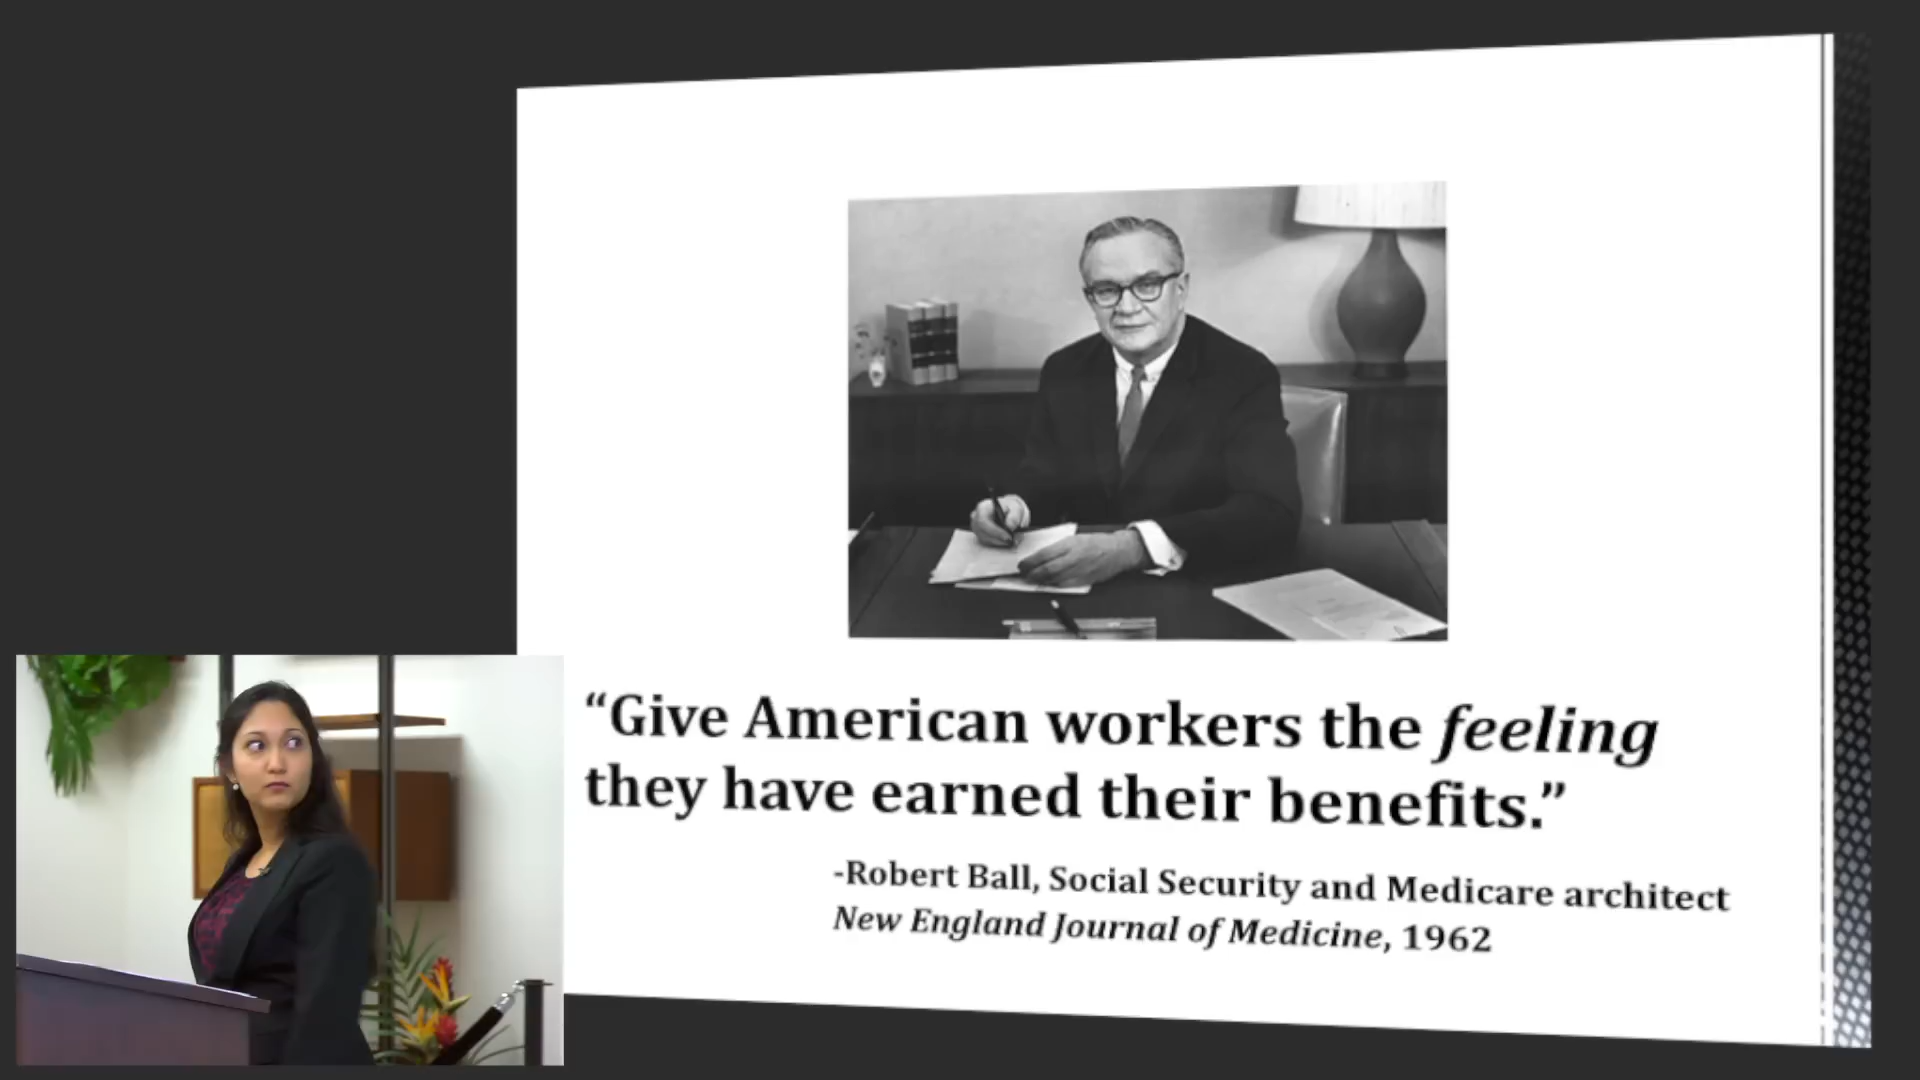 “Give American workers the feeling
they have earned their benefits.”
-Robert Ball, Social Security and Medicare architect
New England Journal of Medicine, 1962